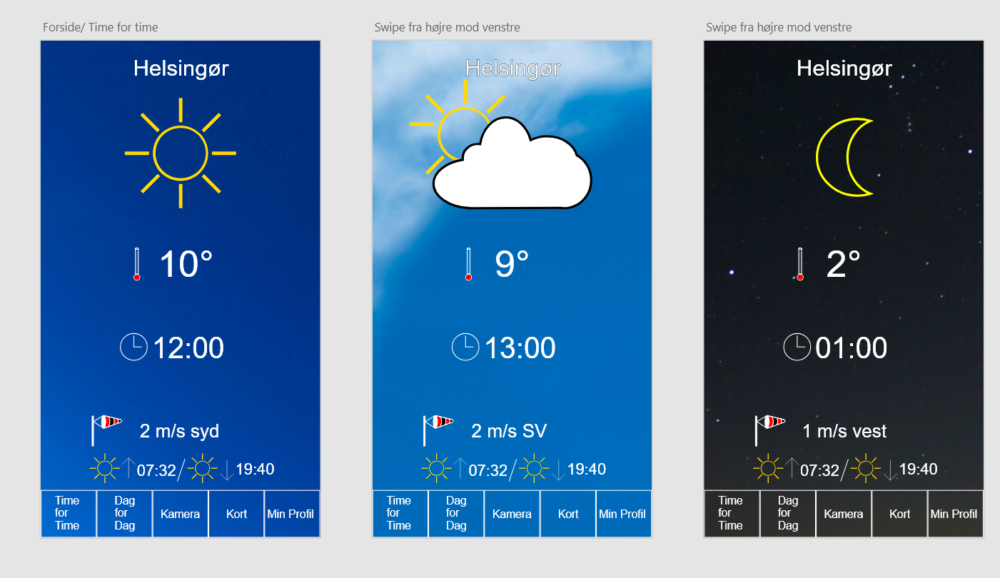 Forside/ Time for time
Helsingør
10°
12:00
2 m/s syd
07:32/ 19:40
Time for Time
Dag for Dag
Kamera
Kort
Min Profil
Swipe fra højre mod venstre
Helsingør
9°
13:00
2 m/s SV
07:32/ 19:40
Time for Time
Dag for Dag
Kamera
Kort
Min Profil
Swipe fra højre mod venstre
Helsingør
2°
01:00
1 m/s vest
07:32/ 19:40
Time for Time
Dag for Dag
Kamera
Kort
Min Profil